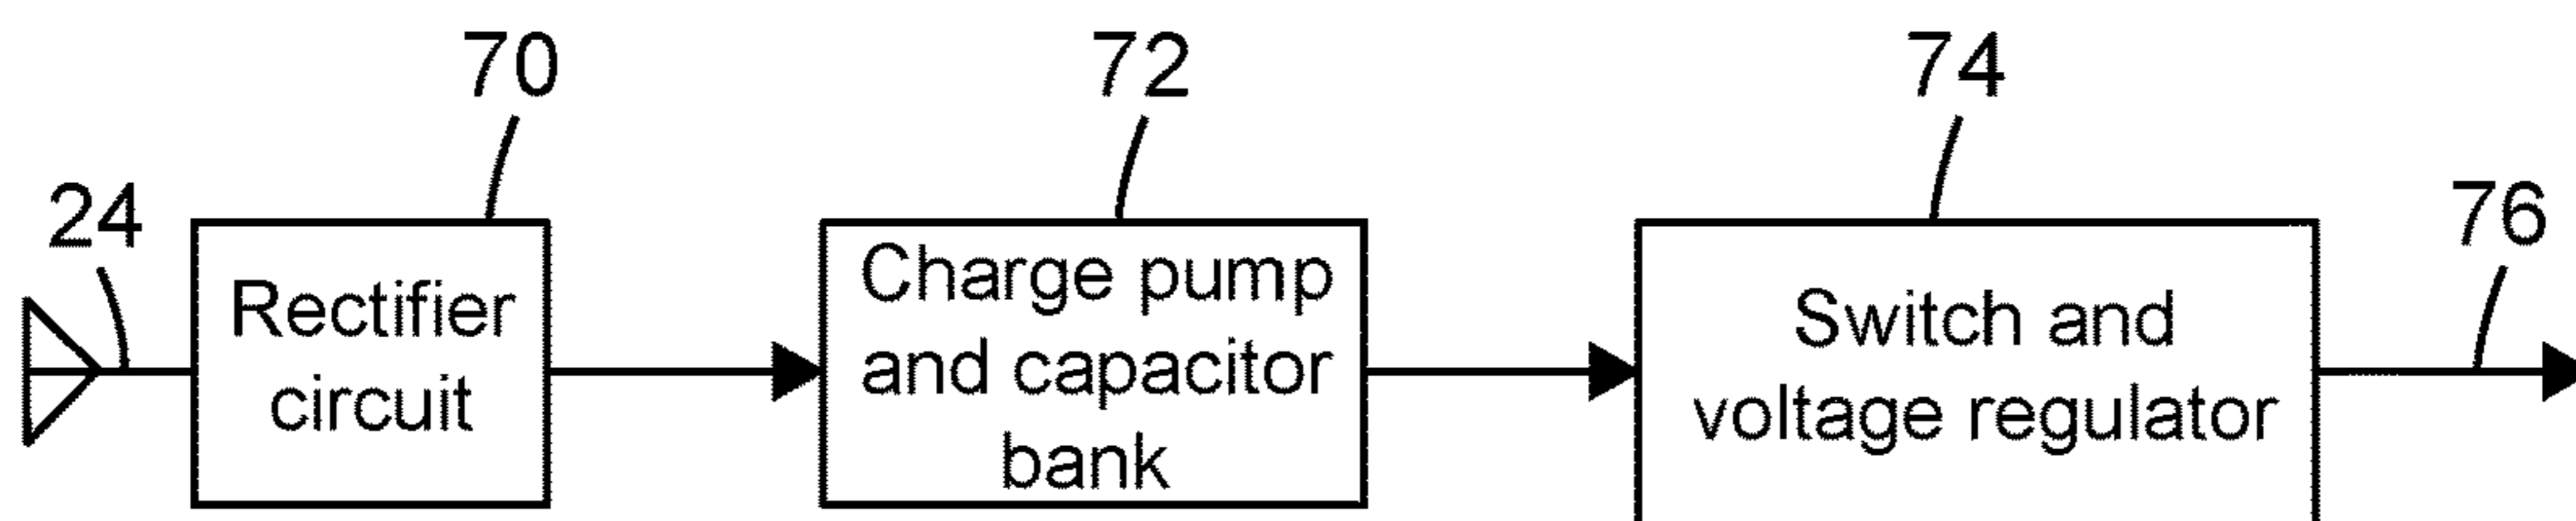 70
72
74
24
76
Rectifier
circuit
Charge pump
and capacitor
bank
Switch and
voltage regulator